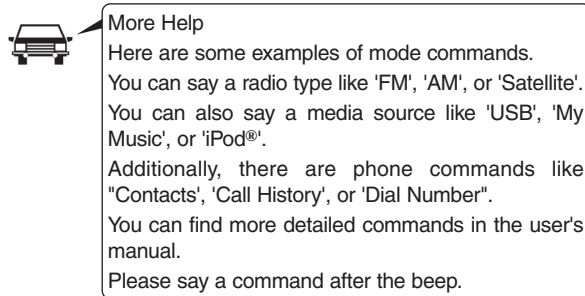 More Help
Here are some examples of mode commands.
You can say a radio type like 'FM', 'AM', or 'Satellite'.
You can also say a media source like 'USB', 'My
Music', or 'iPod®'.
Additionally, there are phone commands like
"Contacts', 'Call History', or 'Dial Number".
You can find more detailed commands in the user's
manual.
Please say a command after the beep.